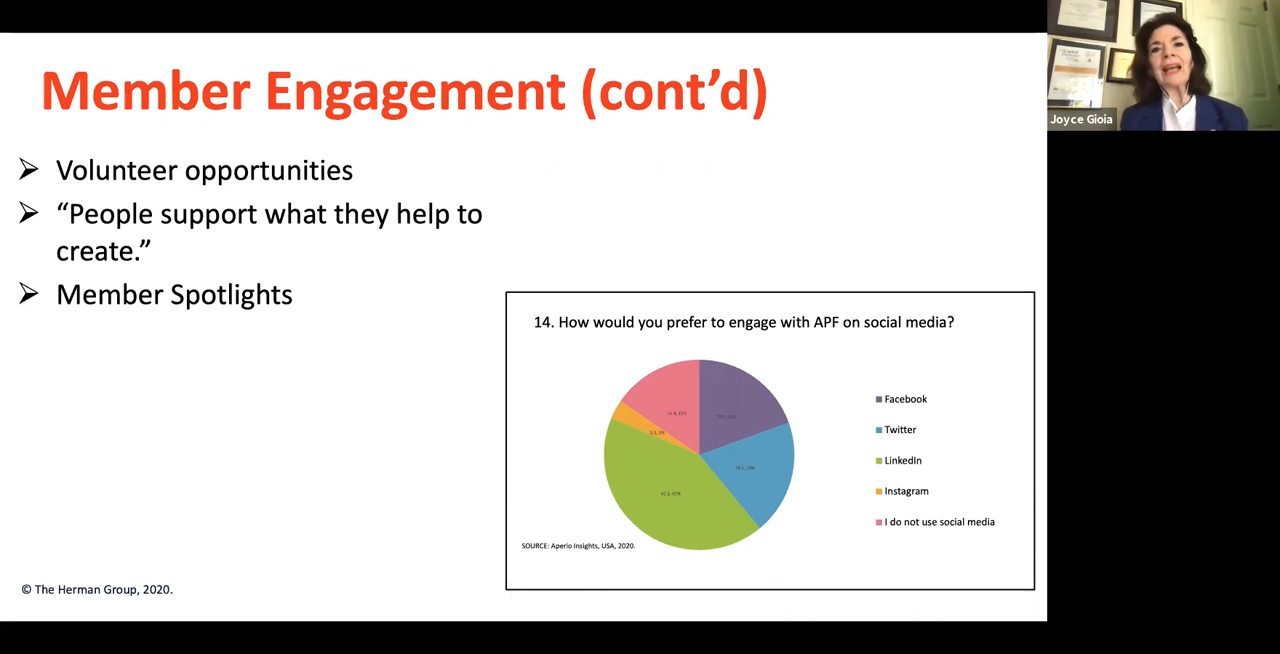 Member Engagement (cont’d)
Joyce Gioia
➢ Volunteer opportunities
➢ “People support what they help to
create.”
➢ Member Spotlights
14. How would you prefer to engage with APF on social media?
Facebook
Twitter
LinkedIn
Instagram
I do not use social media
SOURCE: Aperio Insights, USA, 2020.
© The Herman Group, 2020.